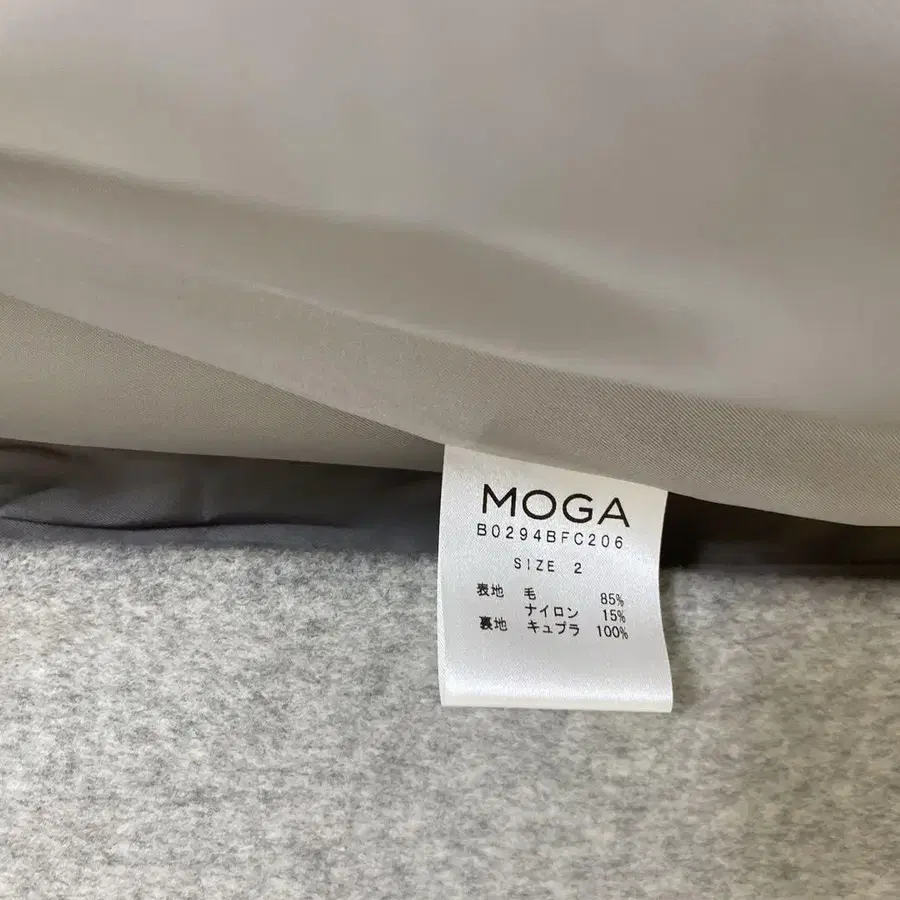 MOGA
B0294BFC206
SIZE 2
表地 毛 85%
ナイロン 15%
裏地 キュプラ 100%